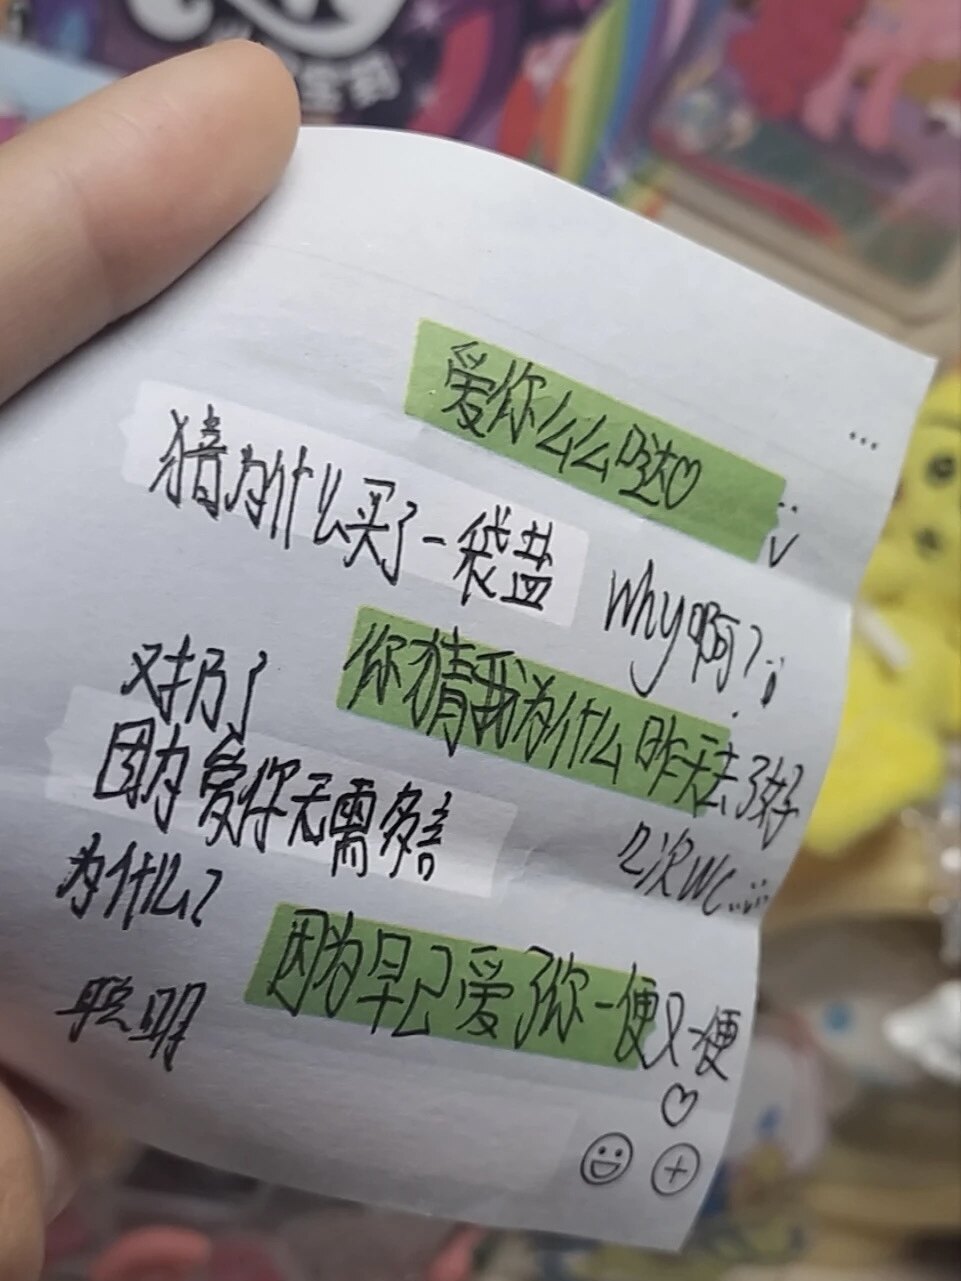 爱你么么哒♡
猜为什么买了一袋盐
why啊?
对扔了
你猜我为什么昨天去了好
几次WC......
因为爱你无需多言
为什么?
因为早已爱了你一便又一便
♡
聪明